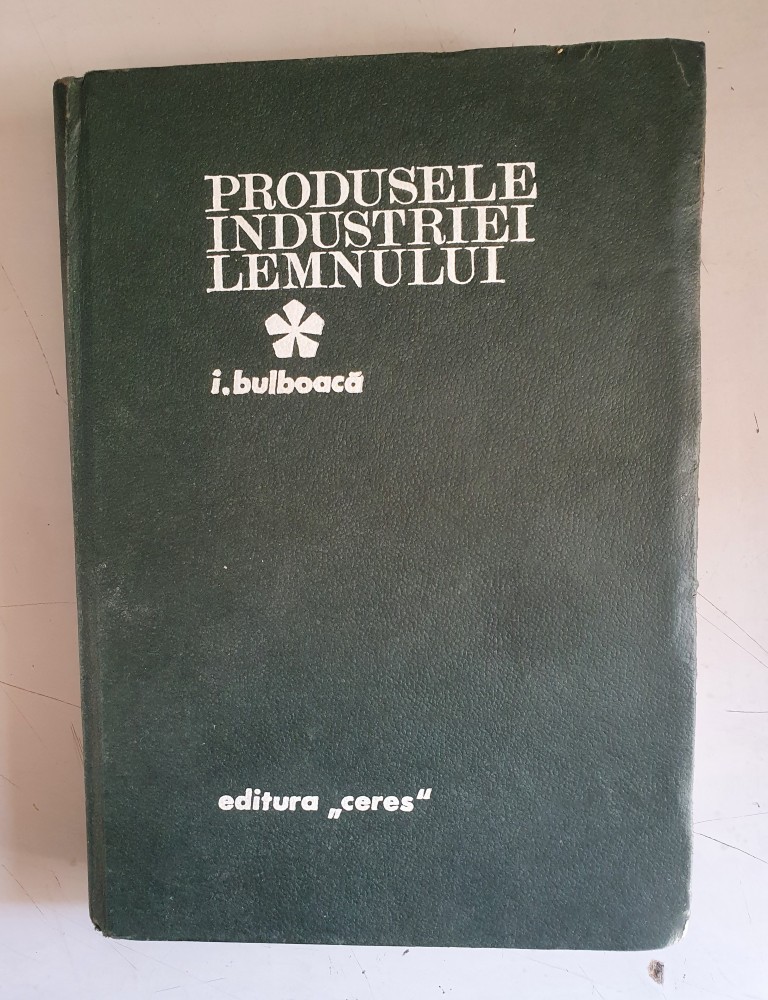 PRODUSELE
INDUSTRIEI
LEMNULUI
i. bulboacă
editura „ceres“